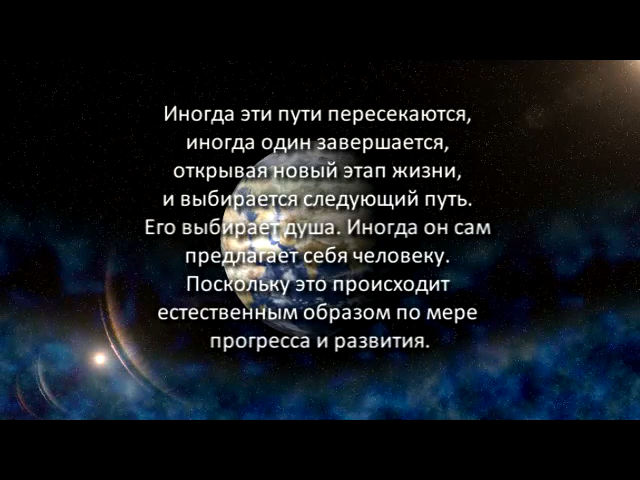 Иногда эти пути пересекаются,
иногда один завершается,
открывая новый этап жизни,
и выбирается следующий путь.
Его выбирает душа. Иногда он сам
предлагает себя человеку.
Поскольку это происходит
естественным образом по мере
прогресса и развития.